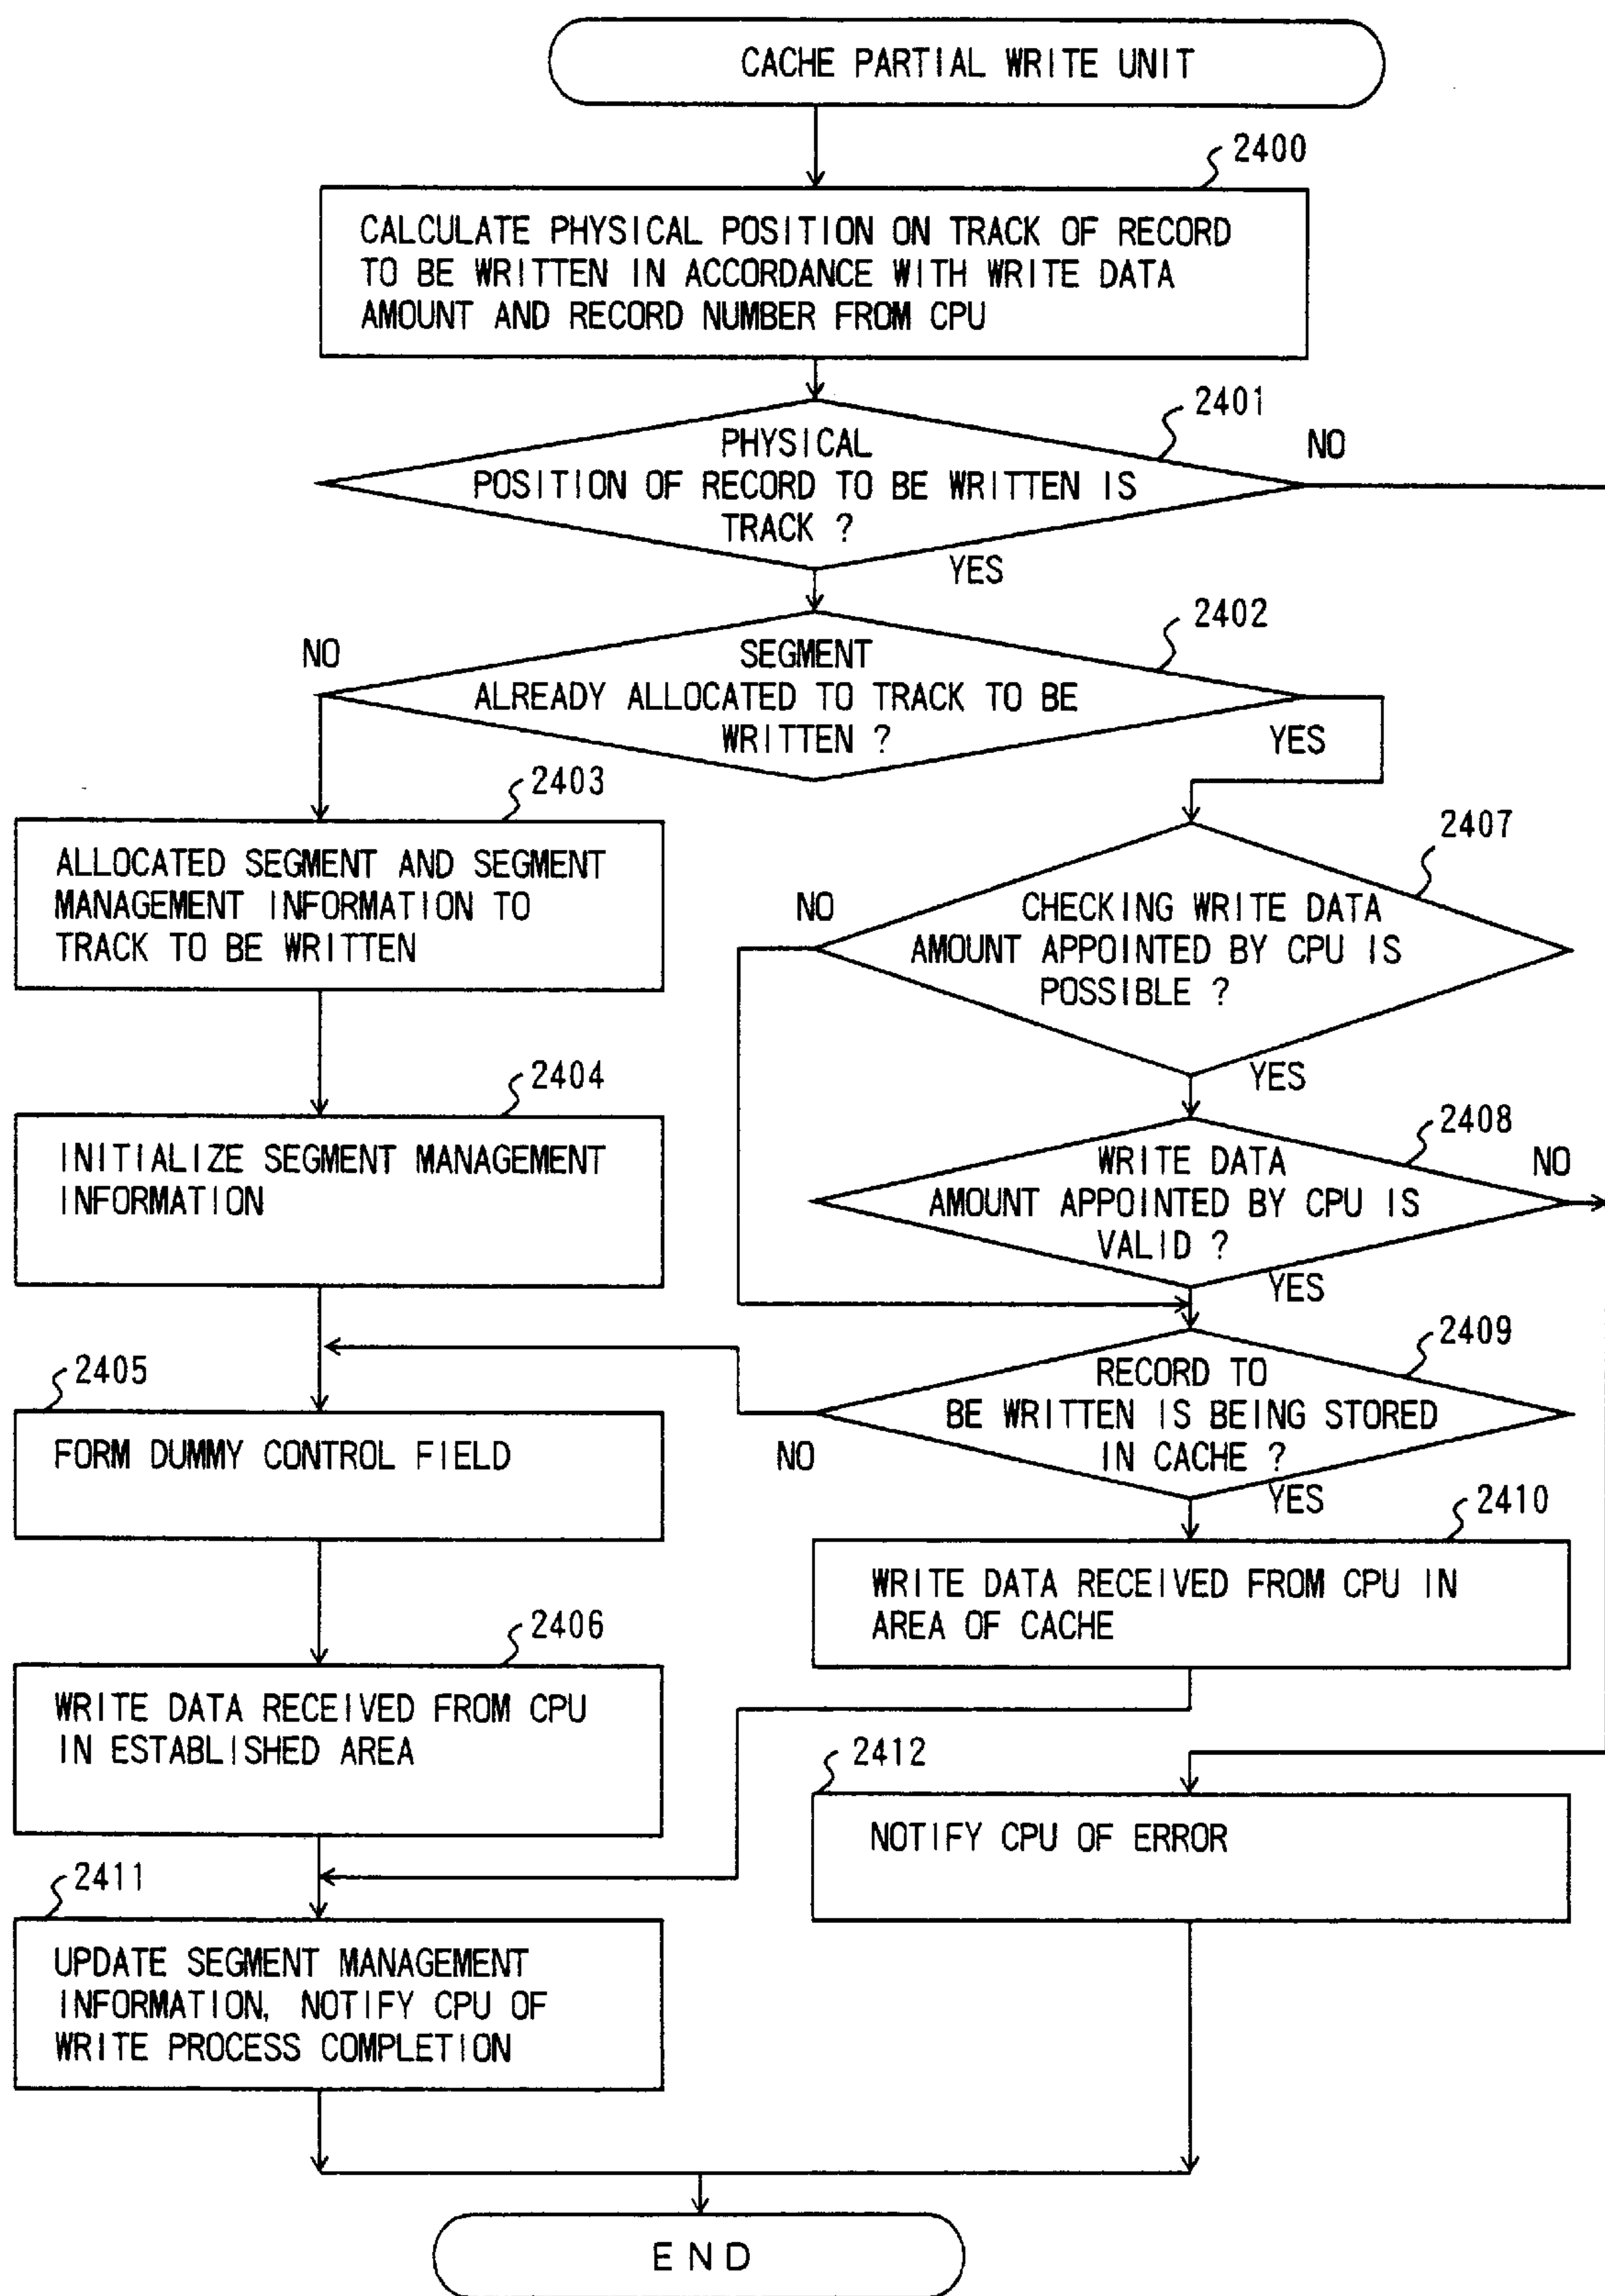 CACHE PARTIAL WRITE UNIT
2400
CALCULATE PHYSICAL POSITION ON TRACK OF RECORD
TO BE WRITTEN IN ACCORDANCE WITH WRITE DATA
AMOUNT AND RECORD NUMBER FROM CPU
2401
PHYSICAL
POSITION OF RECORD TO BE WRITTEN IS
TRACK ?
NO
YES
2402
SEGMENT
ALREADY ALLOCATED TO TRACK TO BE
WRITTEN ?
NO
YES
2403
ALLOCATED SEGMENT AND SEGMENT
MANAGEMENT INFORMATION TO
TRACK TO BE WRITTEN
2404
INITIALIZE SEGMENT MANAGEMENT
INFORMATION
2405
FORM DUMMY CONTROL FIELD
2406
WRITE DATA RECEIVED FROM CPU
IN ESTABLISHED AREA
2407
CHECKING WRITE DATA
AMOUNT APPOINTED BY CPU IS
POSSIBLE ?
NO
YES
2408
WRITE DATA
AMOUNT APPOINTED BY CPU IS
VALID ?
NO
YES
2409
RECORD TO
BE WRITTEN IS BEING STORED
IN CACHE ?
NO
YES
2410
WRITE DATA RECEIVED FROM CPU IN
AREA OF CACHE
2411
UPDATE SEGMENT MANAGEMENT
INFORMATION, NOTIFY CPU OF
WRITE PROCESS COMPLETION
2412
NOTIFY CPU OF ERROR
END